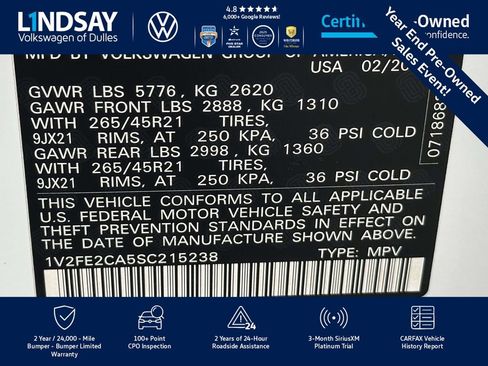 LINDSAY
Volkswagen of Dulles
4.8 ★★★★★
6,000+ Google Reviews!
Year End Pre-Owned
Sales Event!
USA 02/20
GVWR LBS 5776, KG 2620
GAWR FRONT LBS 2888, KG 1310
WITH 265/45R21 TIRES,
9JX21 RIMS, AT 250 KPA, 36 PSI COLD
GAWR REAR LBS 2998, KG 1360
WITH 265/45R21 TIRES,
9JX21 RIMS, AT 250 KPA, 36 PSI COLD
THIS VEHICLE CONFORMS TO ALL APPLICABLE
U.S. FEDERAL MOTOR VEHICLE SAFETY AND
THEFT PREVENTION STANDARDS IN EFFECT ON THE
DATE OF MANUFACTURE SHOWN ABOVE.
1V2FE2CA5SC215238 TYPE: MPV
2 Year / 24,000 - Mile
Bumper - Bumper Limited
Warranty
100+ Point
CPO Inspection
24
2 Years of 24-Hour
Roadside Assistance
3-Month SiriusXM
Platinum Trial
CARFAX Vehicle
History Report